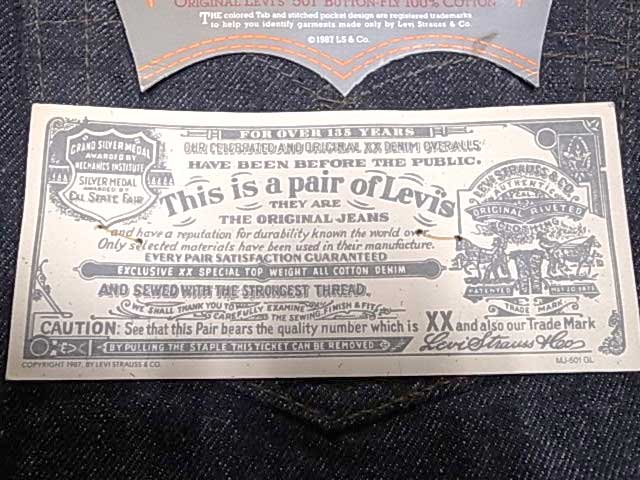 ORIGINAL LEVI'S 501 BUTTON-FLY 100% COTTON
THE colored Tab and stitched pocket design are registered trademarks
to help you identify garments made only by Levi Strauss & Co.
©1987 LS & Co.
GRAND SILVER MEDAL
AWARDED BY
MECHANICS INSTITUTE
SILVER MEDAL
AWARDED BY
CAL STATE FAIR
FOR OVER 135 YEARS
OUR CELEBRATED AND ORIGINAL XX DENIM OVERALLS
HAVE BEEN BEFORE THE PUBLIC.
This is a pair of Levi's
THEY ARE
THE ORIGINAL JEANS
and have a reputation for durability known the world over.
Only selected materials have been used in their manufacture.
EVERY PAIR SATISFACTION GUARANTEED
EXCLUSIVE XX SPECIAL TOP WEIGHT ALL COTTON DENIM
AND SEWED WITH THE STRONGEST THREAD.
WE SHALL THANK YOU TO
CAREFULLY EXAMINE
THE SEWING, FINISH & FIT
LEVI STRAUSS & CO.
AUTHENTIC
ORIGINAL RIVETED
CLOTHING
PATENTED
MAY 20 1873
TRADE MARK
CAUTION: See that this Pair bears the quality number which is XX and also our Trade Mark
BY PULLING THE STAPLE THIS TICKET CAN BE REMOVED
Levi Strauss & Co
COPYRIGHT 1987, BY LEVI STRAUSS & CO.
MJ-501 GL